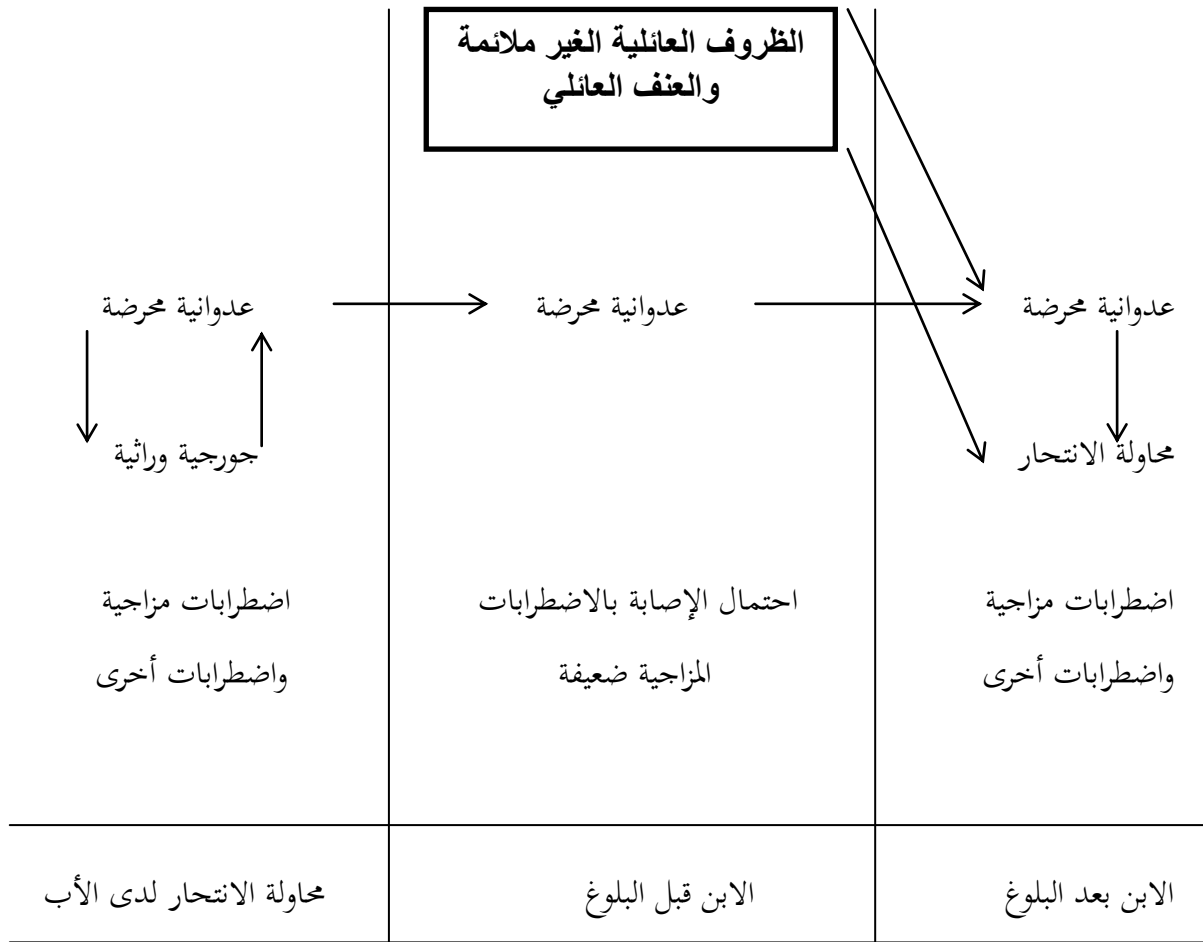 الظروف العائلية الغير ملائمة
والعنف العائلي
عدوانية محرضة
عدوانية محرضة
عدوانية محرضة
محاولة الانتحار
جورجية وراثية
اضطرابات مزاجية
احتمال الإصابة بالاضطرابات
اضطرابات مزاجية
واضطرابات أخرى
المزاجية ضعيفة
واضطرابات أخرى
الابن بعد البلوغ
الابن قبل البلوغ
محاولة الانتحار لدى الأب